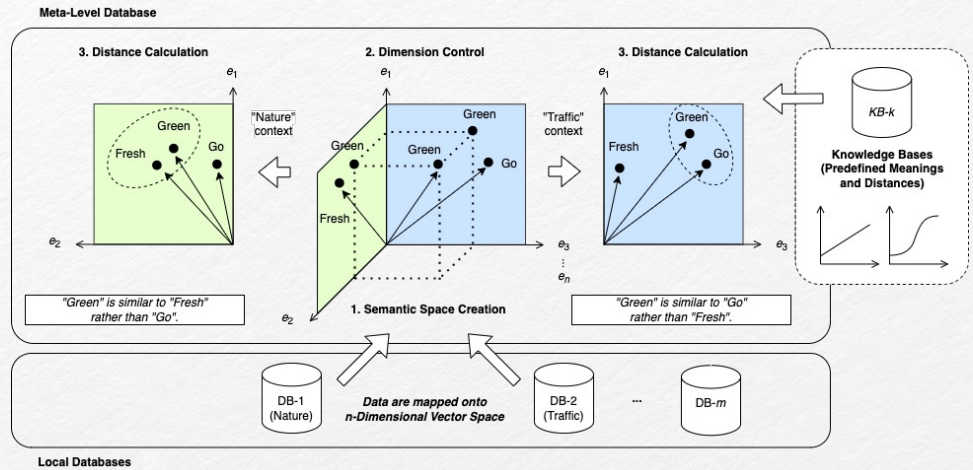 Meta-Level Database
3. Distance Calculation
2. Dimension Control
3. Distance Calculation
e1
e1
e1
"Nature"
context
"Traffic"
context
Green
Fresh
Go
e2
Green
Green
Green
Go
Fresh
e3
⋮
en
e2
Green
Go
Fresh
e3
KB-k
Knowledge Bases
(Predefined Meanings
and Distances)
"Green" is similar to "Fresh"
rather than "Go".
1. Semantic Space Creation
"Green" is similar to "Go"
rather than "Fresh".
DB-1
(Nature)
Data are mapped onto
n-Dimensional Vector Space
DB-2
(Traffic)
...
DB-m
Local Databases